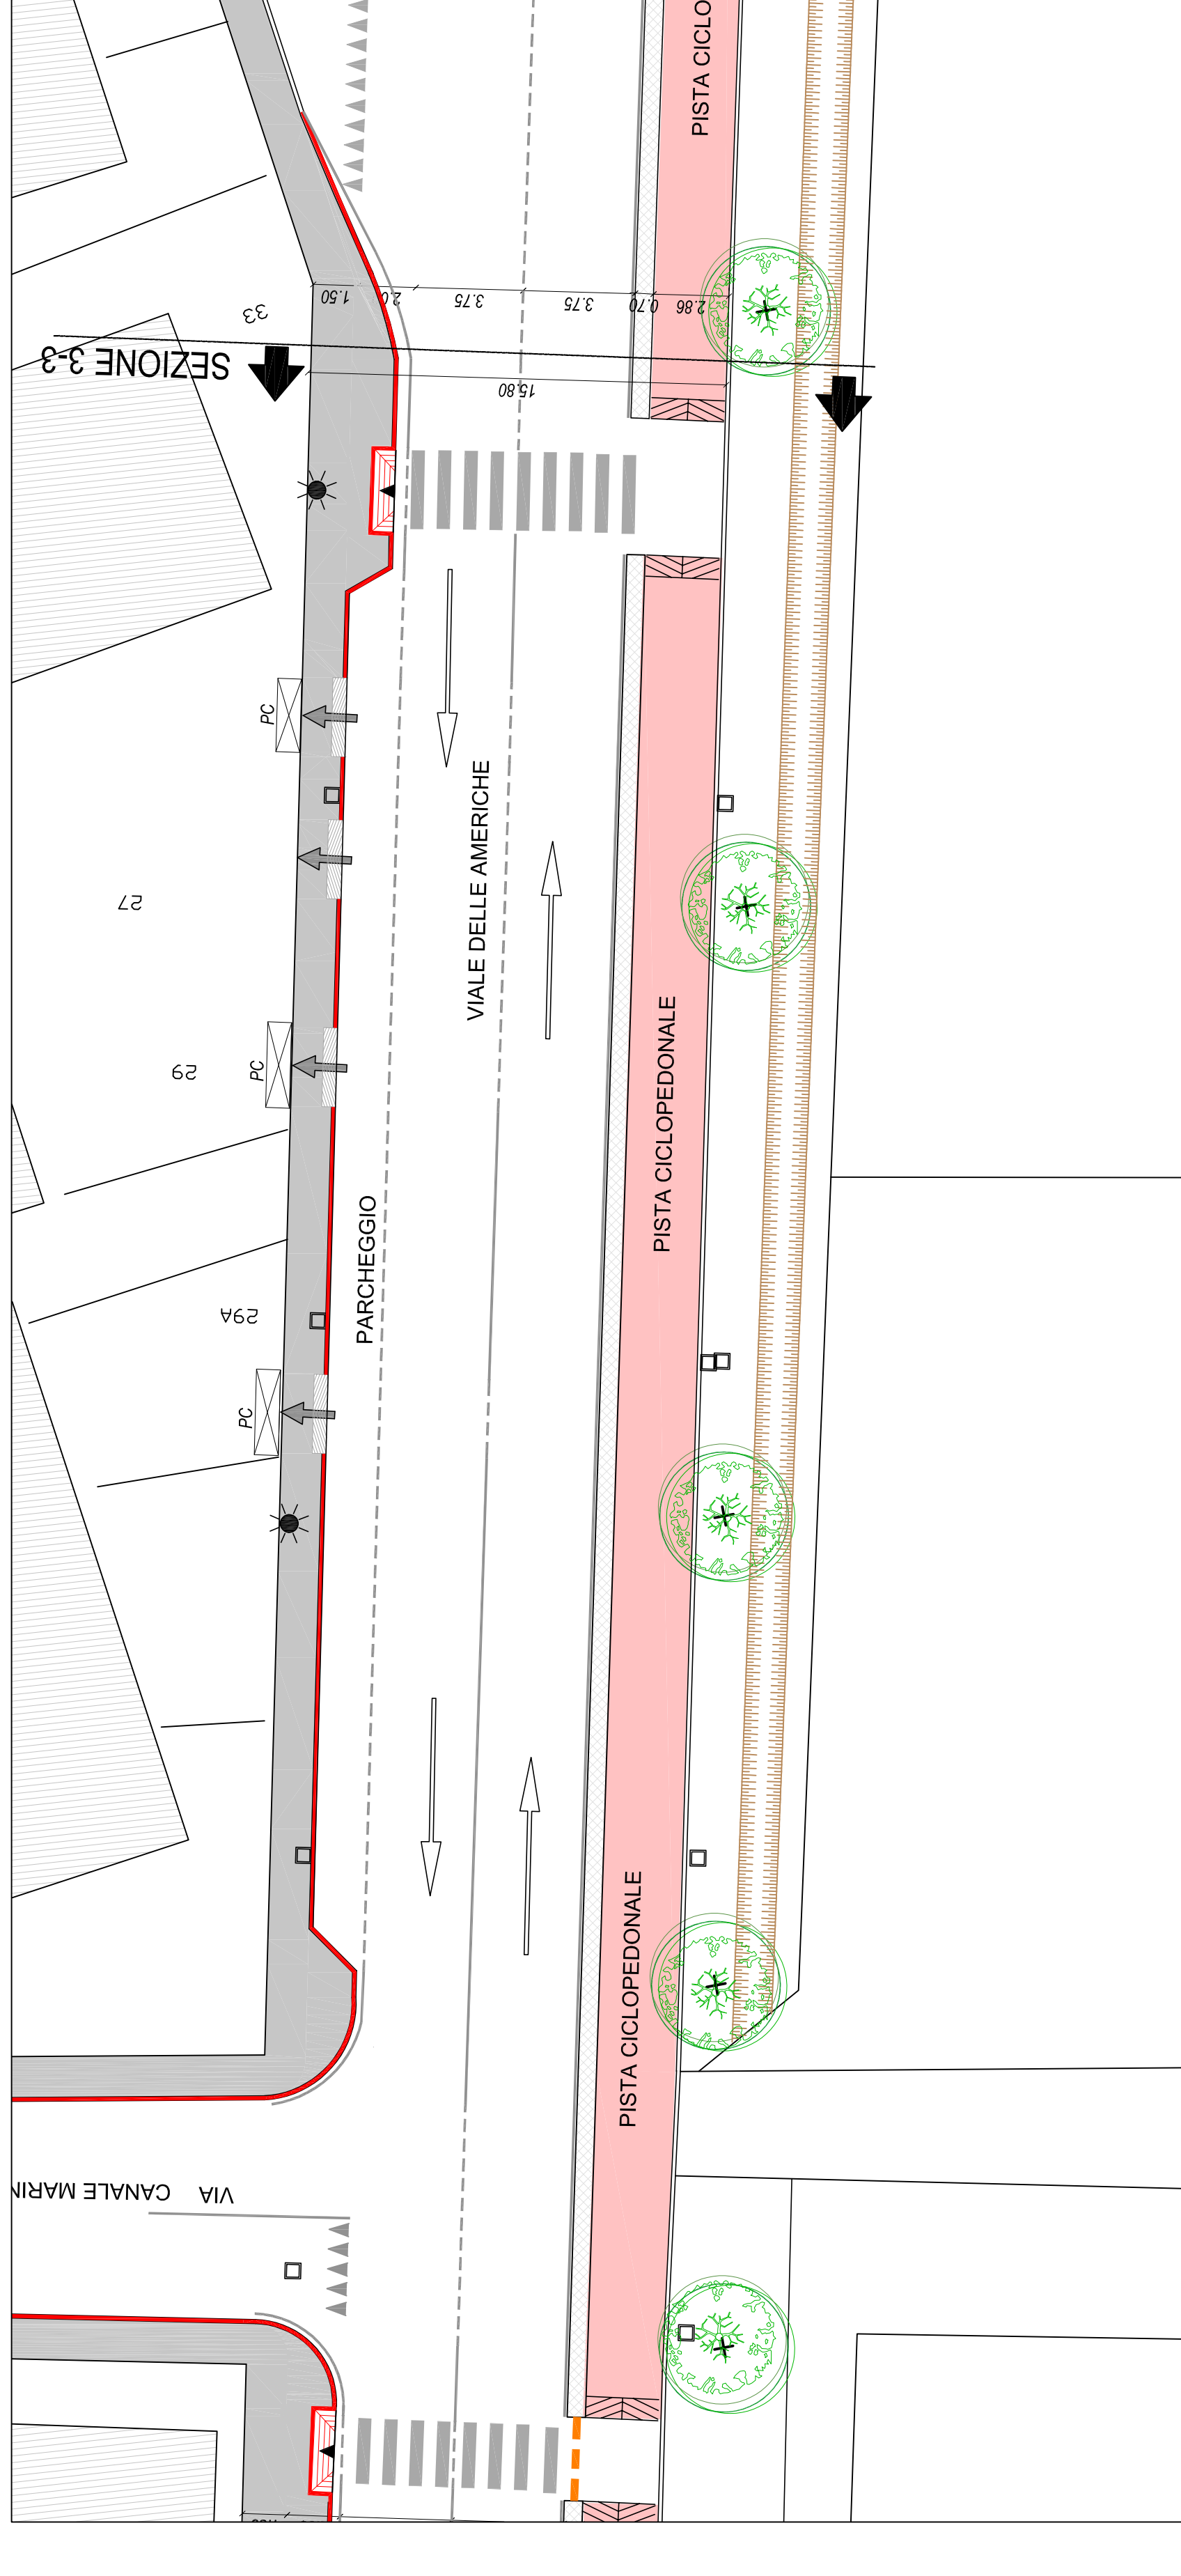 PISTA CICLO
1.50
2.0
3.75
3.75
0.70
2.86
33
SEZIONE 3-3
15.80
PC
VIALE DELLE AMERICHE
27
PISTA CICLOPEDONALE
29
PC
PARCHEGGIO
29A
PC
PISTA CICLOPEDONALE
VIA CANALE MARIN